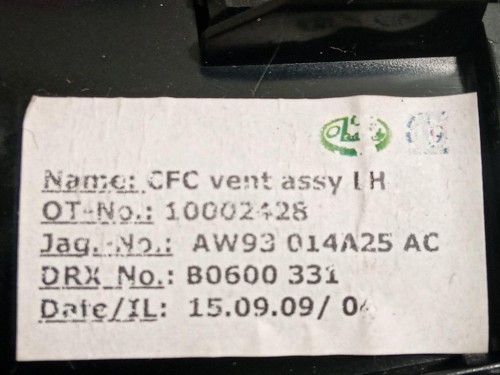 Name: CFC vent assy LH
OT-No.: 10002428
Jag.-No.: AW93 014A25 AC
DRX No.: B0600 331
Date/IL: 15.09.09/